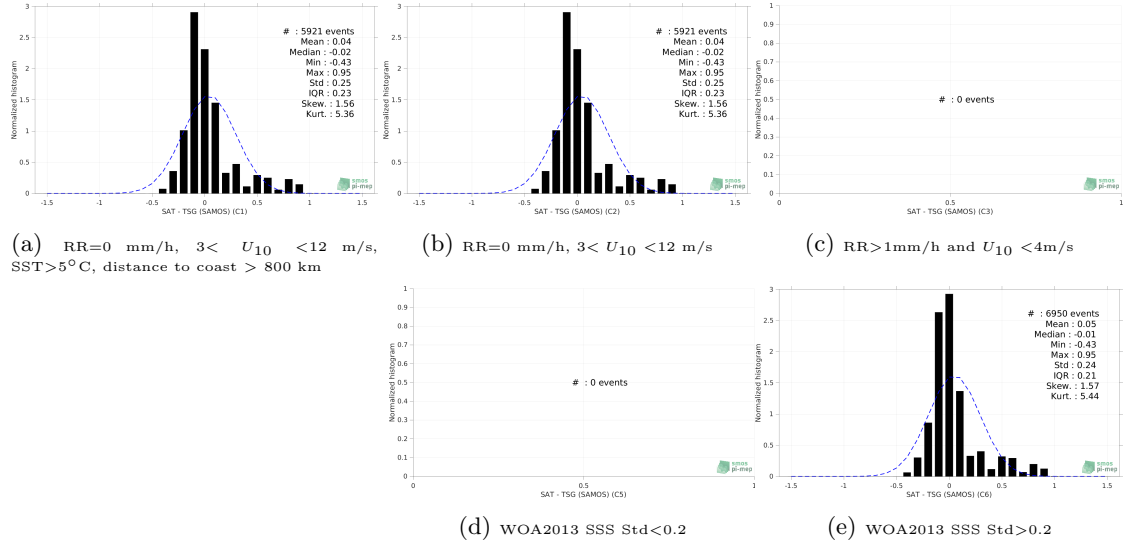 3
2.5
2
1.5
1
0.5
0
Normalized histogram
# : 5921 events
Mean : 0.04
Median : -0.02
Min : -0.43
Max : 0.95
Std : 0.25
IQR : 0.23
Skew. : 1.56
Kurt. : 5.36
smos
pi-mep
-1.5 -1 -0.5 0 0.5 1 1.5
SAT - TSG (SAMOS) (C1)
(a) RR=0 mm/h, 3< U10 <12 m/s,
SST>5°C, distance to coast > 800 km
3
2.5
2
1.5
1
0.5
0
Normalized histogram
# : 5921 events
Mean : 0.04
Median : -0.02
Min : -0.43
Max : 0.95
Std : 0.25
IQR : 0.23
Skew. : 1.56
Kurt. : 5.36
smos
pi-mep
-1.5 -1 -0.5 0 0.5 1 1.5
SAT - TSG (SAMOS) (C2)
(b) RR=0 mm/h, 3< U10 <12 m/s
1
0.9
0.8
0.7
0.6
0.5
0.4
0.3
0.2
0.1
0
Normalized histogram
# : 0 events
smos
pi-mep
0 0.5 1
SAT - TSG (SAMOS) (C3)
(c) RR>1mm/h and U10 <4m/s
1
0.9
0.8
0.7
0.6
0.5
0.4
0.3
0.2
0.1
0
Normalized histogram
# : 0 events
smos
pi-mep
0 0.5 1
SAT - TSG (SAMOS) (C5)
(d) WOA2013 SSS Std<0.2
3
2.5
2
1.5
1
0.5
0
Normalized histogram
# : 6950 events
Mean : 0.05
Median : -0.01
Min : -0.43
Max : 0.95
Std : 0.24
IQR : 0.21
Skew. : 1.57
Kurt. : 5.44
smos
pi-mep
-1.5 -1 -0.5 0 0.5 1 1.5
SAT - TSG (SAMOS) (C6)
(e) WOA2013 SSS Std>0.2